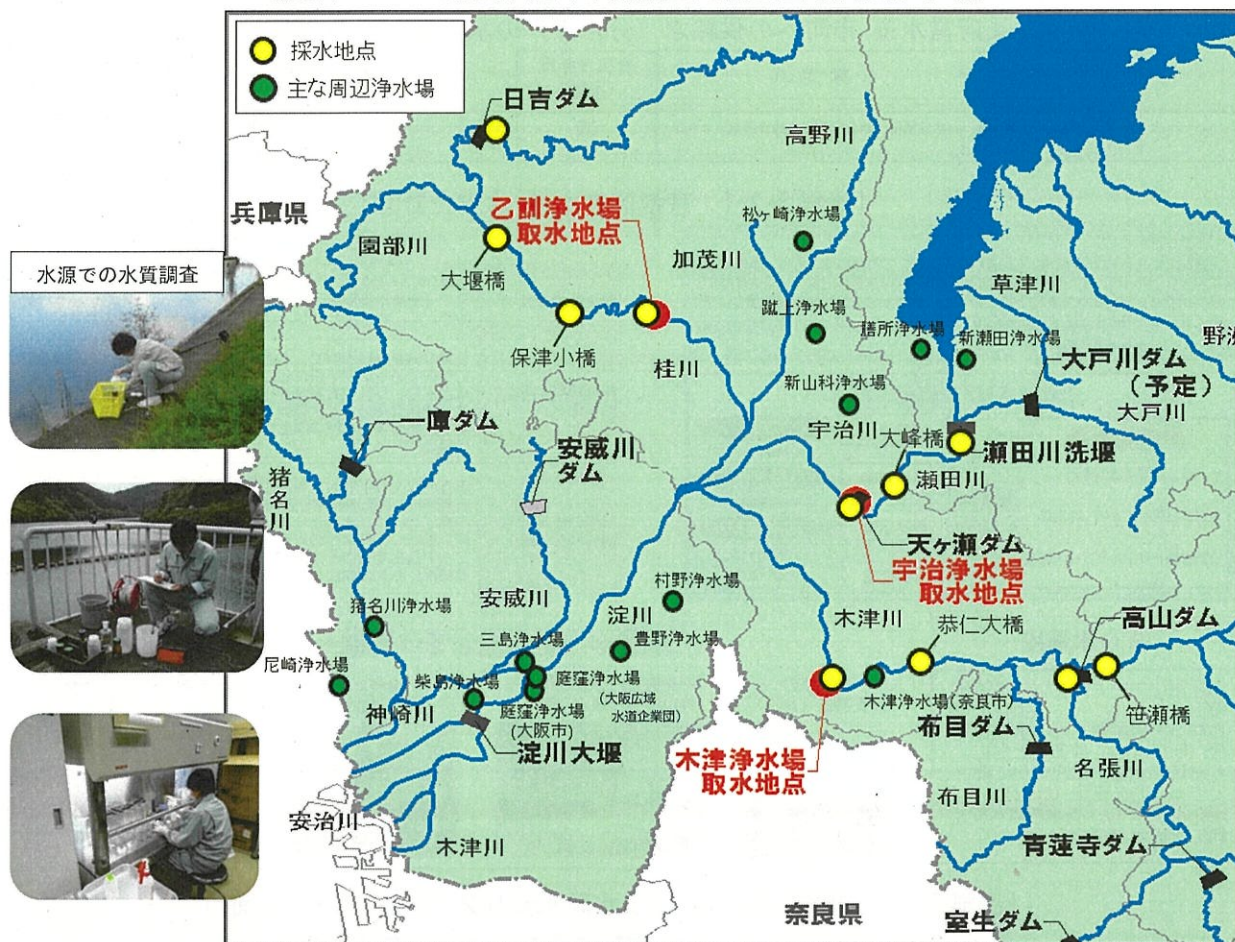 採水地点
主な周辺浄水場
日吉ダム
高野川
兵庫県
乙訓浄水場
取水地点
松ヶ崎浄水場
園部川
加茂川
大堰橋
水源での水質調査
草津川
蹴上浄水場
膳所浄水場
新瀬田浄水場
野洲
保津小橋
桂川
大戸川ダム
(予定)
新山科浄水場
大戸川
一庫ダム
宇治川
大峰橋
安威川
ダム
瀬田川洗堰
猪名川
瀬田川
天ヶ瀬ダム
宇治浄水場
取水地点
村野浄水場
安威川
淀川
木津川
恭仁大橋
高山ダム
猪名川浄水場
豊野浄水場
三島浄水場
尼崎浄水場
柴島浄水場
庭窪浄水場
(大阪広域
水道企業団)
木津浄水場(奈良市)
笹瀬橋
神崎川
庭窪浄水場
(大阪市)
布目ダム
淀川大堰
木津浄水場
取水地点
名張川
布目川
安治川
木津川
青蓮寺ダム
奈良県
室生ダム